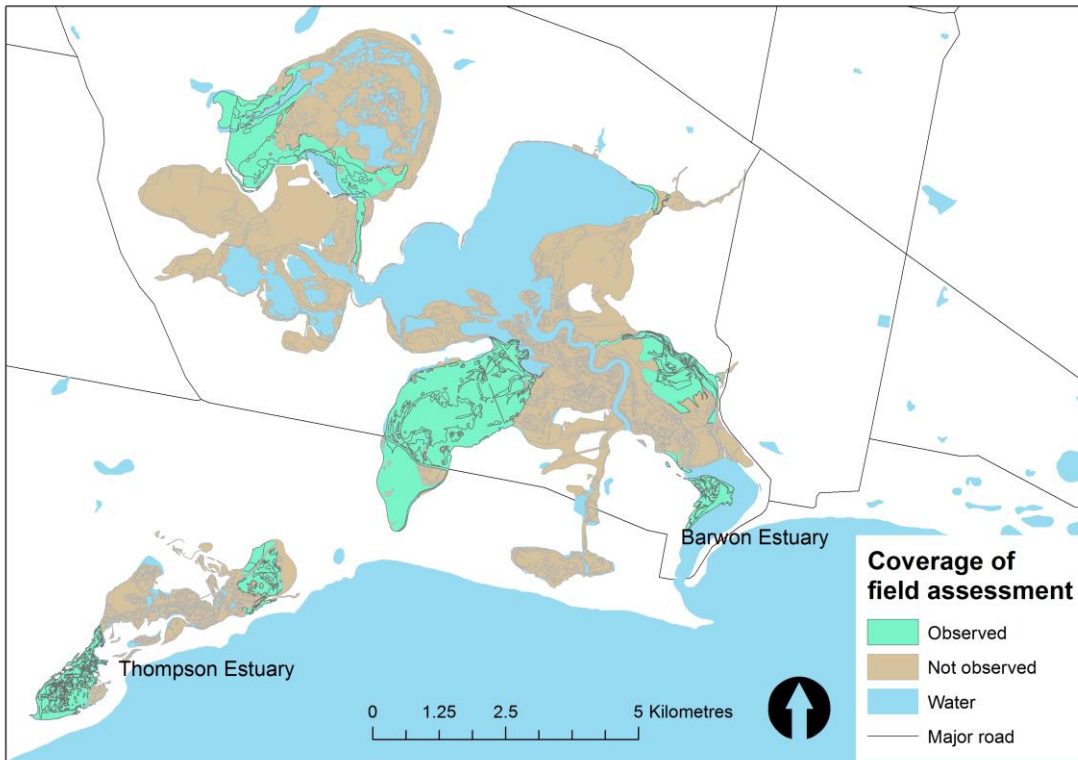 Barwon Estuary
Thompson Estuary
Coverage of
field assessment
Observed
Not observed
Water
Major road
0 1.25 2.5 5 Kilometres